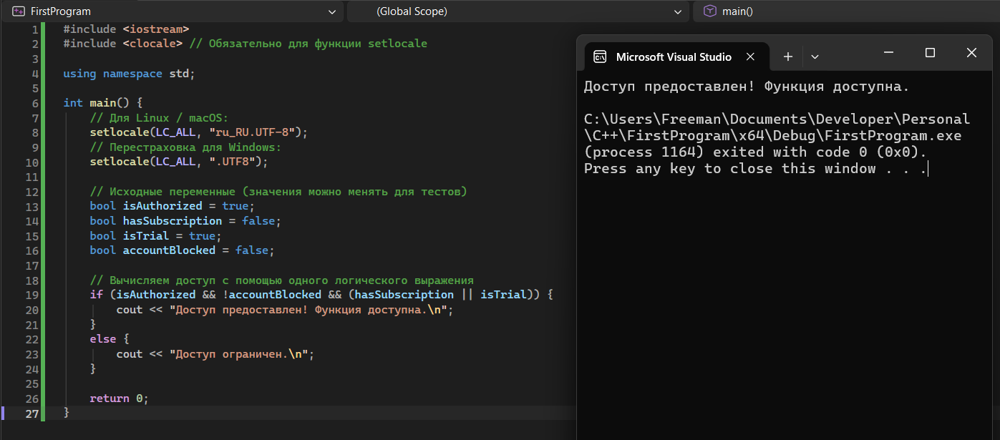 FirstProgram
(Global Scope)
main()
1 #include <iostream>
2 #include <clocale> // Обязательно для функции setlocale
3
4 using namespace std;
5
6 int main() {
7 // Для Linux / macOS:
8 setlocale(LC_ALL, "ru_RU.UTF-8");
9 // Перестраховка для Windows:
10 setlocale(LC_ALL, ".UTF8");
11
12 // Исходные переменные (значения можно менять для тестов)
13 bool isAuthorized = true;
14 bool hasSubscription = false;
15 bool isTrial = true;
16 bool accountBlocked = false;
17
18 // Вычисляем доступ с помощью одного логического выражения
19 if (isAuthorized && !accountBlocked && (hasSubscription || isTrial)) {
20 cout << "Доступ предоставлен! Функция доступна.\n";
21 }
22 else {
23 cout << "Доступ ограничен.\n";
24 }
25
26 return 0;
27 }
Microsoft Visual Studio
Доступ предоставлен! Функция доступна.
C:\Users\Freeman\Documents\Developer\Personal
\C++\FirstProgram\x64\Debug\FirstProgram.exe
(process 1164) exited with code 0 (0x0).
Press any key to close this window . . .